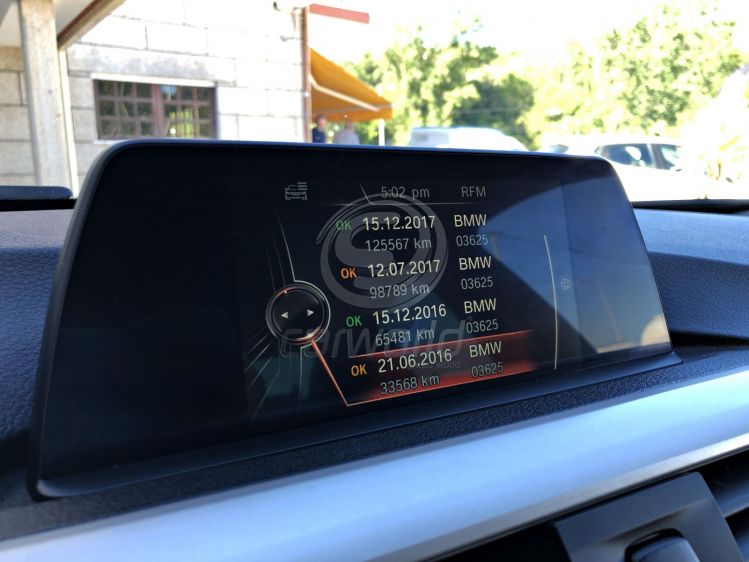 5:02 pm RFM
OK 15.12.2017 BMW
125567 km 03625
OK 12.07.2017 BMW
98789 km 03625
OK 15.12.2016 BMW
65481 km 03625
OK 21.06.2016 BMW
33568 km 03625
carworld